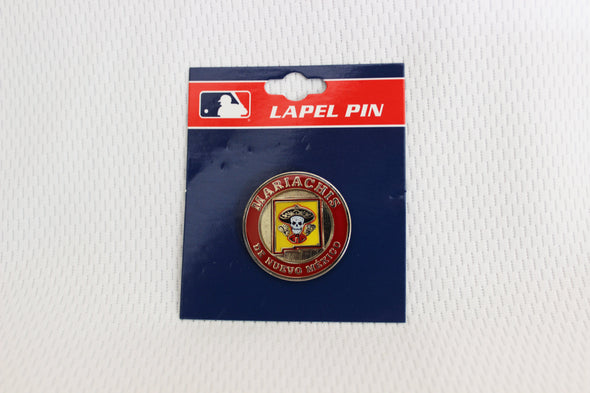 LAPEL PIN
MARIACHIS
DE NUEVO MÉXICO